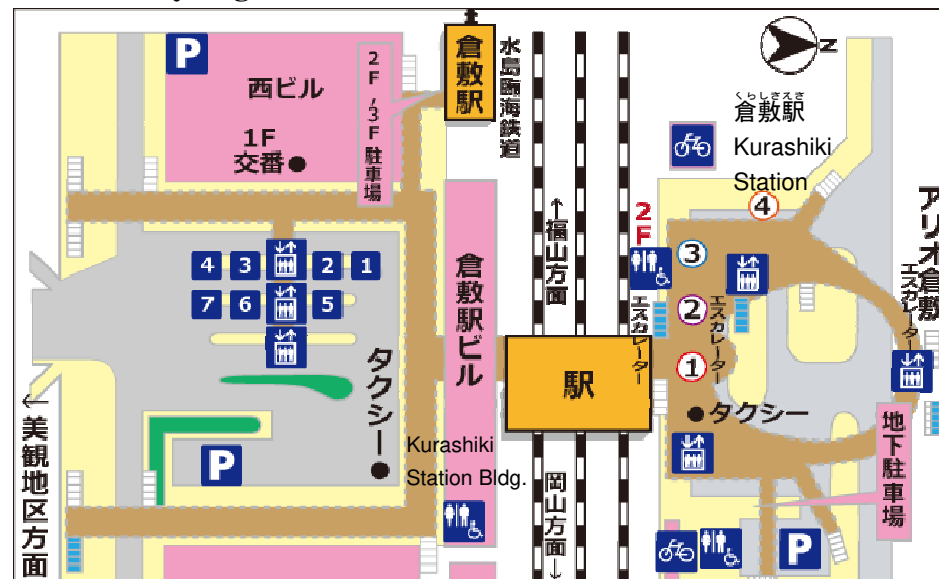 P
西ビル
1F
交番
2F,3F駐車場
倉敷駅
水島臨海鉄道
N
くらしきえき
倉敷駅
Kurashiki
Station
4
3
2
1
7
6
5
倉敷駅ビル
Kurashiki
Station Bldg.
タクシー
P
←美観地区方面
←福山方面
岡山方面→
駅
2F
④
③
②
①
エスカレーター
エスカレーター
タクシー
アリオ倉敷
エスカレーター
地下駐車場
P